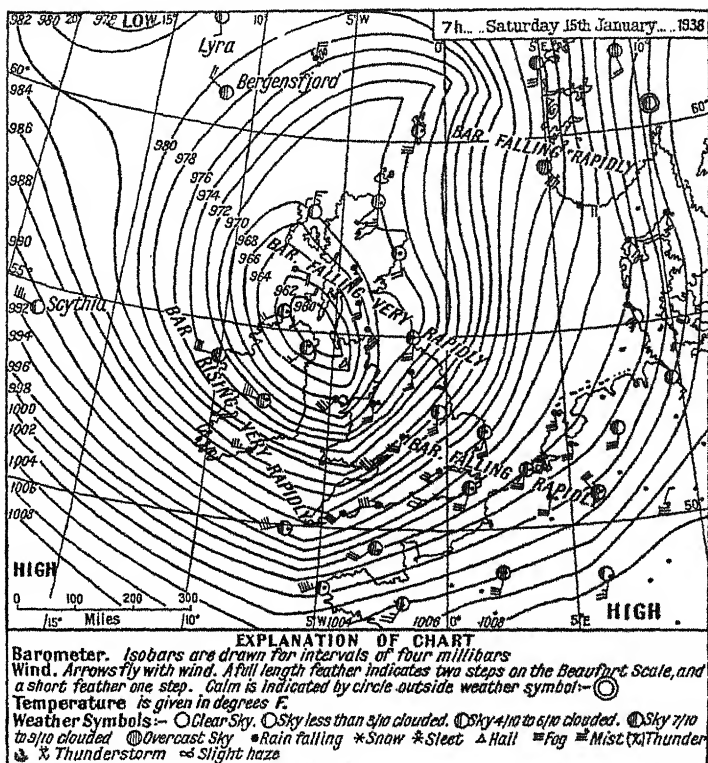 982 980 20° 978 LOW 15° 10° 5°W 7h... ...Saturday 15th January... ...1938
Lyra 0 5°E 10°
60° Bergensfjord 60°
984
986 980
978
988 976
974
972
990 970
968
966
55° 964
992 962
960
Scythia
994
996
998
1000
1002
1004
1006
1008
BAR. FALLING RAPIDLY
BAR. FALLING VERY RAPIDLY
BAR. RISING VERY RAPIDLY
BAR. FALLING RAPIDLY
50°
HIGH
0 100 200 300
Miles
15° 10° 5°W 1004 1006 0° 1008 5°E
HIGH
EXPLANATION OF CHART
Barometer. Isobars are drawn for intervals of four millibars
Wind. Arrows fly with wind. A full length feather indicates two steps on the Beaufort Scale, and
a short feather one step. Calm is indicated by circle outside weather symbol:-
Temperature is given in degrees F.
Weather Symbols:- Clear Sky. Sky less than 3/10 clouded. Sky 4/10 to 6/10 clouded. Sky 7/10
to 9/10 clouded Overcast Sky Rain falling Snow Sleet Hail Fog Mist Thunder
Thunderstorm Slight haze